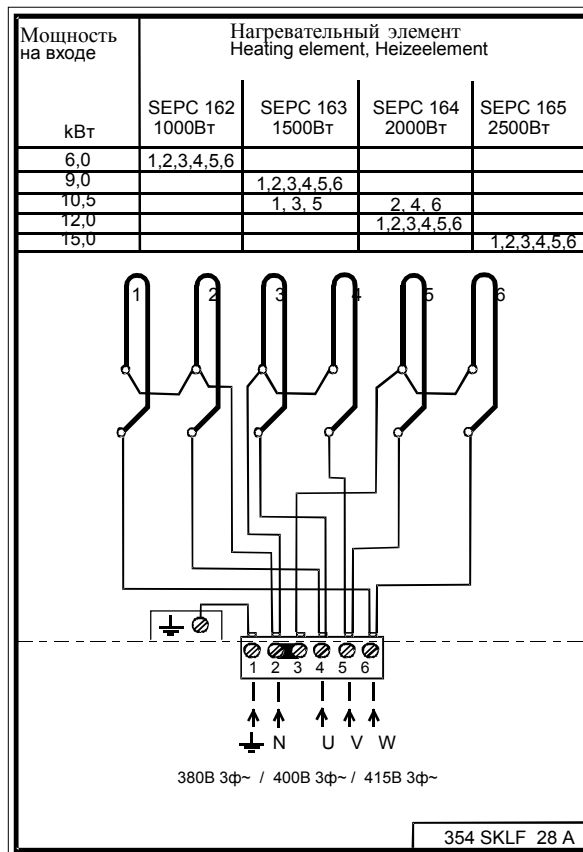 Мощность
на входе
Нагревательный элемент
Heating element, Heizeelement
кВт
SEPC 162
1000Вт
SEPC 163
1500Вт
SEPC 164
2000Вт
SEPC 165
2500Вт
6,0 1,2,3,4,5,6
9,0 1,2,3,4,5,6
10,5 1, 3, 5 2, 4, 6
12,0 1,2,3,4,5,6
15,0 1,2,3,4,5,6
1 2 3 4 5 6
1 2 3 4 5 6
N U V W
380В 3ф~ / 400В 3ф~ / 415В 3ф~
354 SKLF 28 A